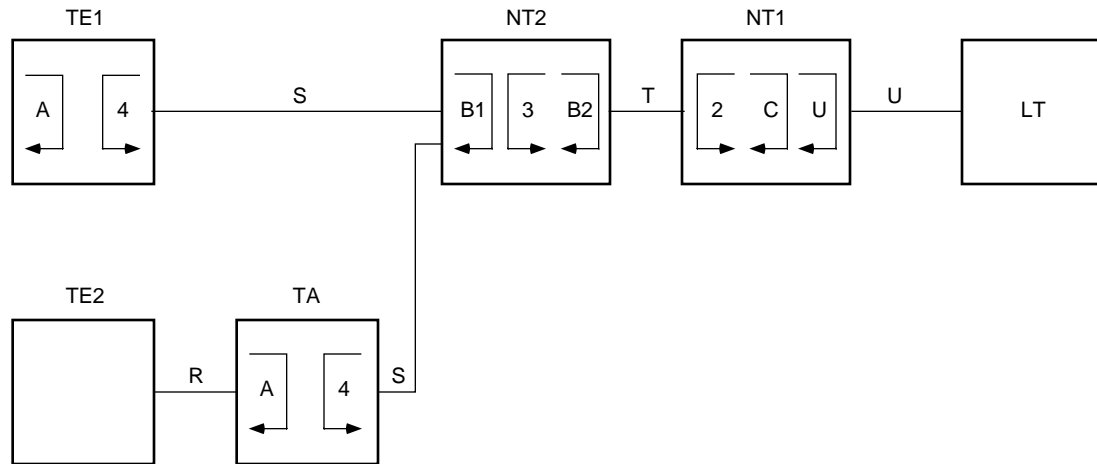 TE1 NT2 NT1
A 4 S B1 3 B2 T 2 C U U LT
TE2 TA
R A 4 S